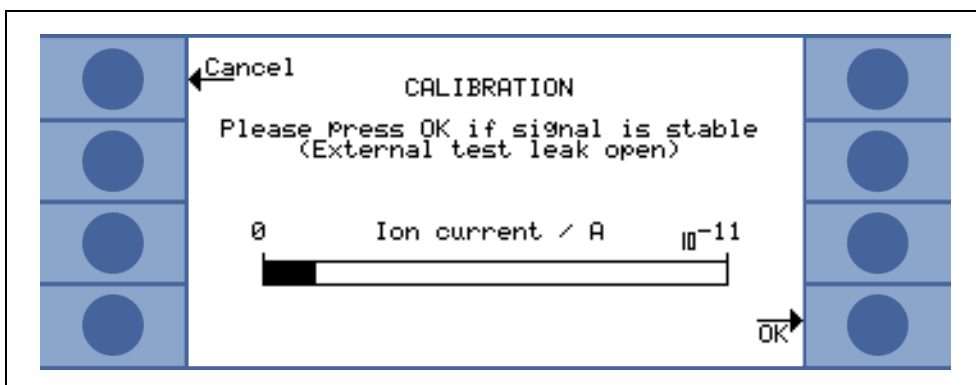 Cancel
CALIBRATION
Please press OK if signal is stable
(External test leak open)
0 Ion current / A 10⁻¹¹
OK